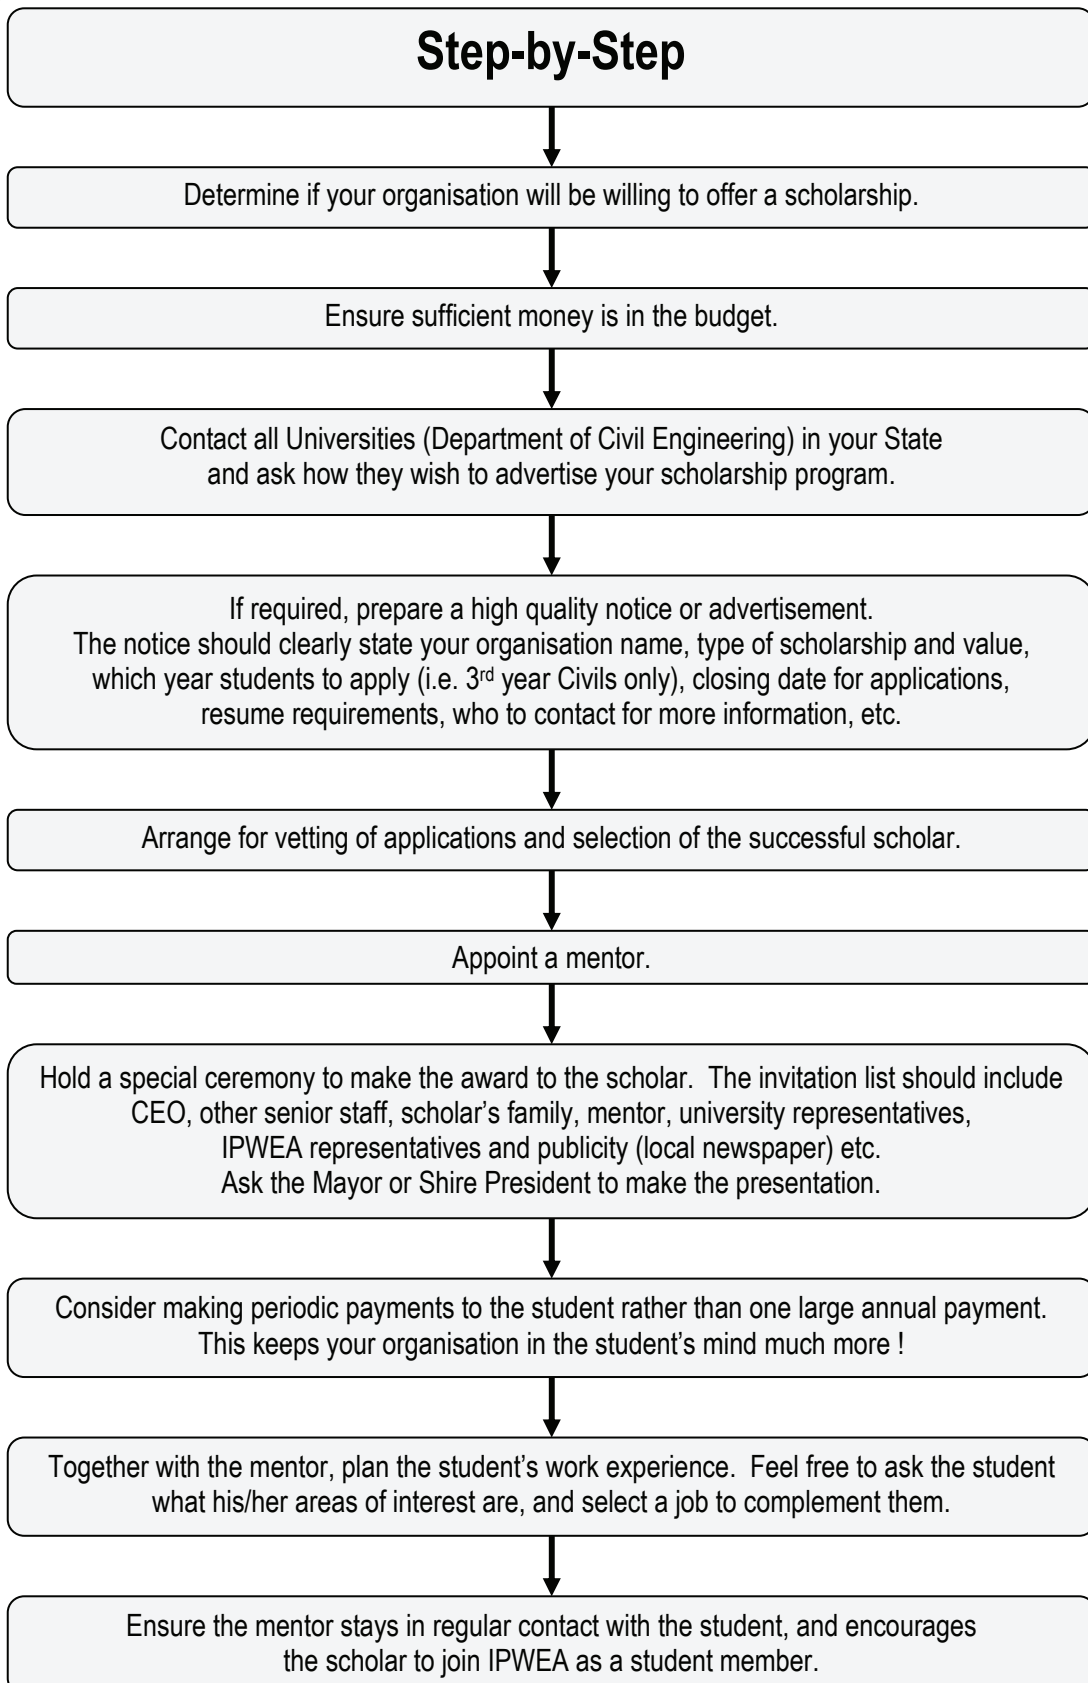 Step-by-Step
Determine if your organisation will be willing to offer a scholarship.
Ensure sufficient money is in the budget.
Contact all Universities (Department of Civil Engineering) in your State
and ask how they wish to advertise your scholarship program.
If required, prepare a high quality notice or advertisement.
The notice should clearly state your organisation name, type of scholarship and value,
which year students to apply (i.e. 3rd year Civils only), closing date for applications,
resume requirements, who to contact for more information, etc.
Arrange for vetting of applications and selection of the successful scholar.
Appoint a mentor.
Hold a special ceremony to make the award to the scholar.  The invitation list should include
CEO, other senior staff, scholar’s family, mentor, university representatives,
IPWEA representatives and publicity (local newspaper) etc.
Ask the Mayor or Shire President to make the presentation.
Consider making periodic payments to the student rather than one large annual payment.
This keeps your organisation in the student’s mind much more !
Together with the mentor, plan the student’s work experience.  Feel free to ask the student
what his/her areas of interest are, and select a job to complement them.
Ensure the mentor stays in regular contact with the student, and encourages
the scholar to join IPWEA as a student member.